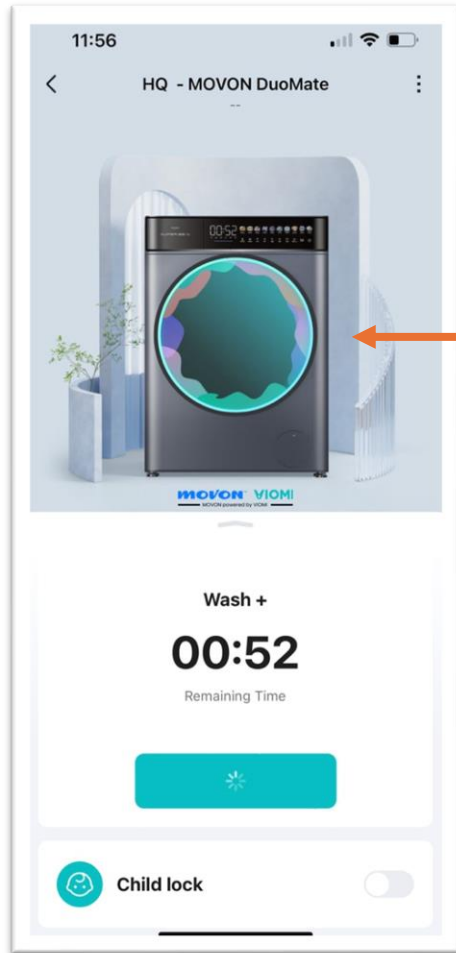 11:56
HQ - MOVON DuoMate
--
00:52
MOVON VIOMI
MOVON powered by VIOMI
Wash +
00:52
Remaining Time
Child lock